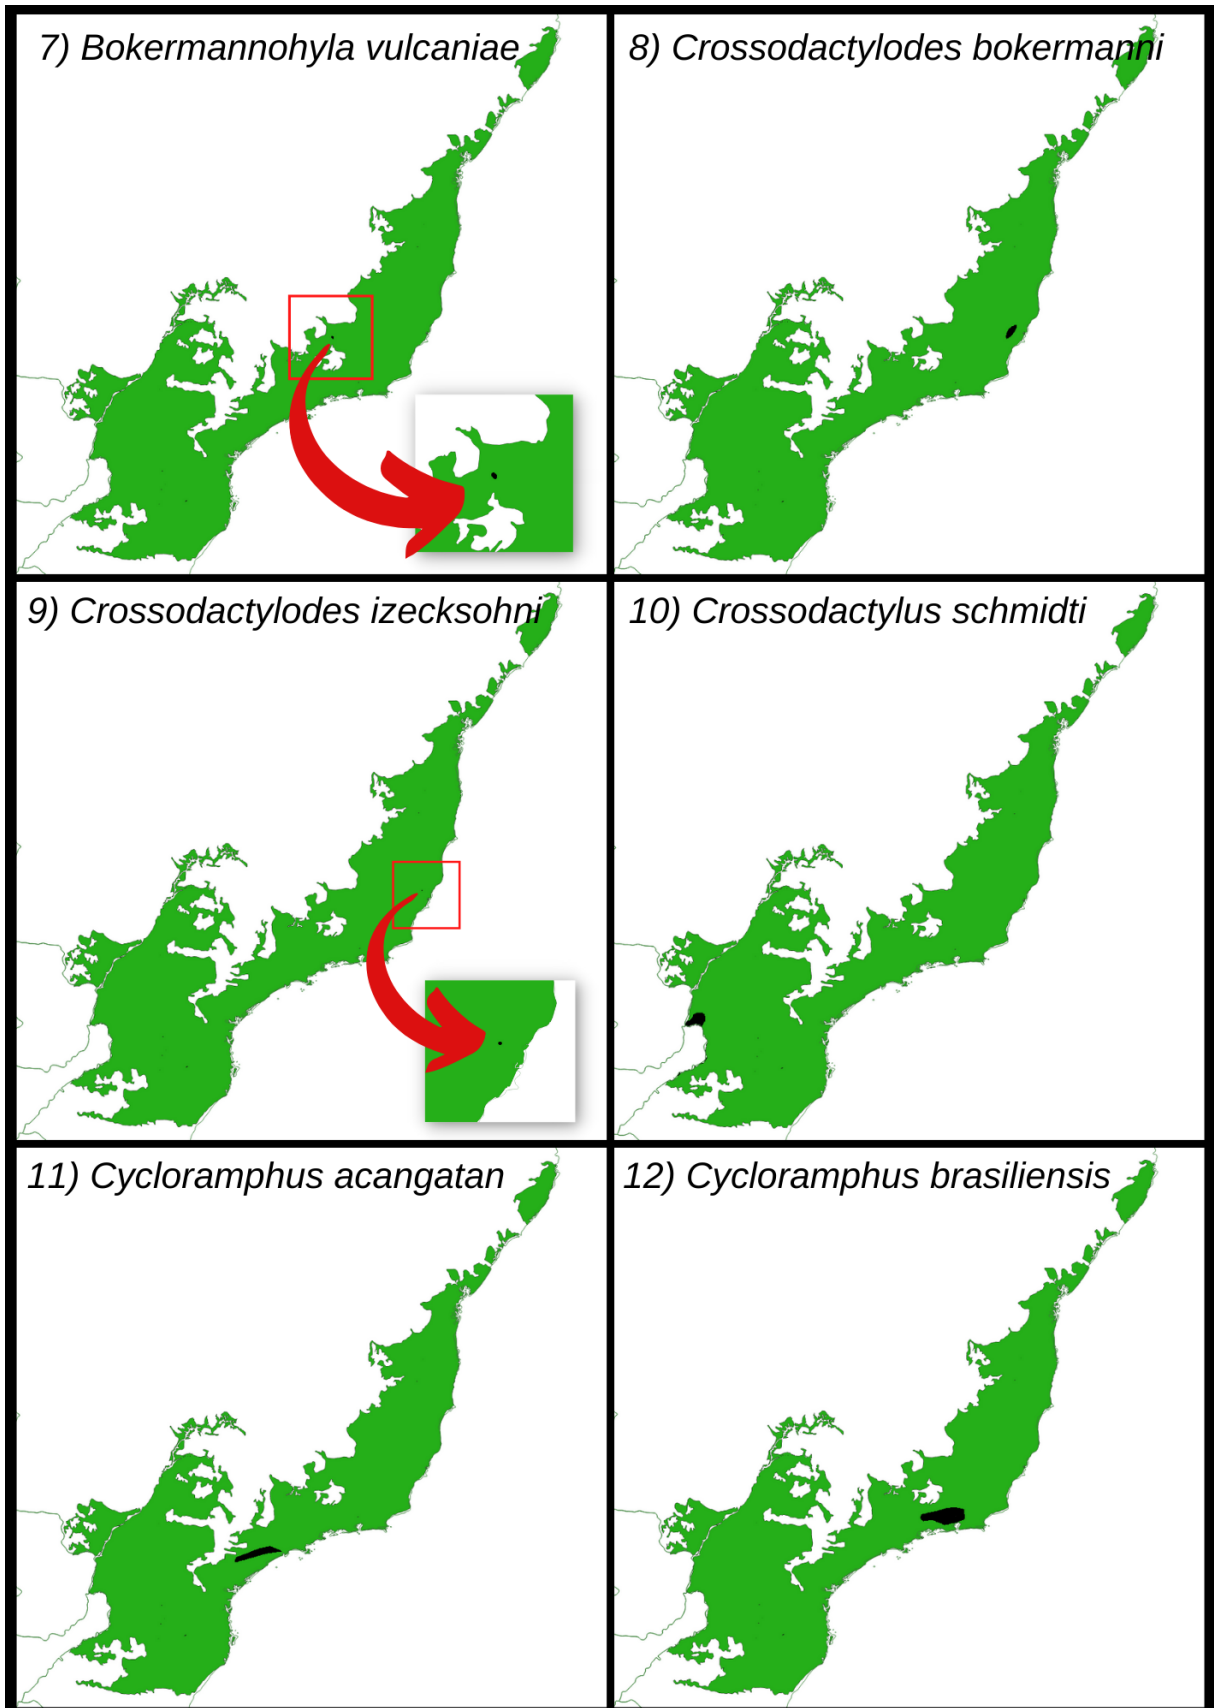 7) Bokermannohyla vulcaniae
8) Crossodactylodes bokermanni
9) Crossodactylodes izecksohni
10) Crossodactylus schmidti
11) Cycloramphus acangatan
12) Cycloramphus brasiliensis